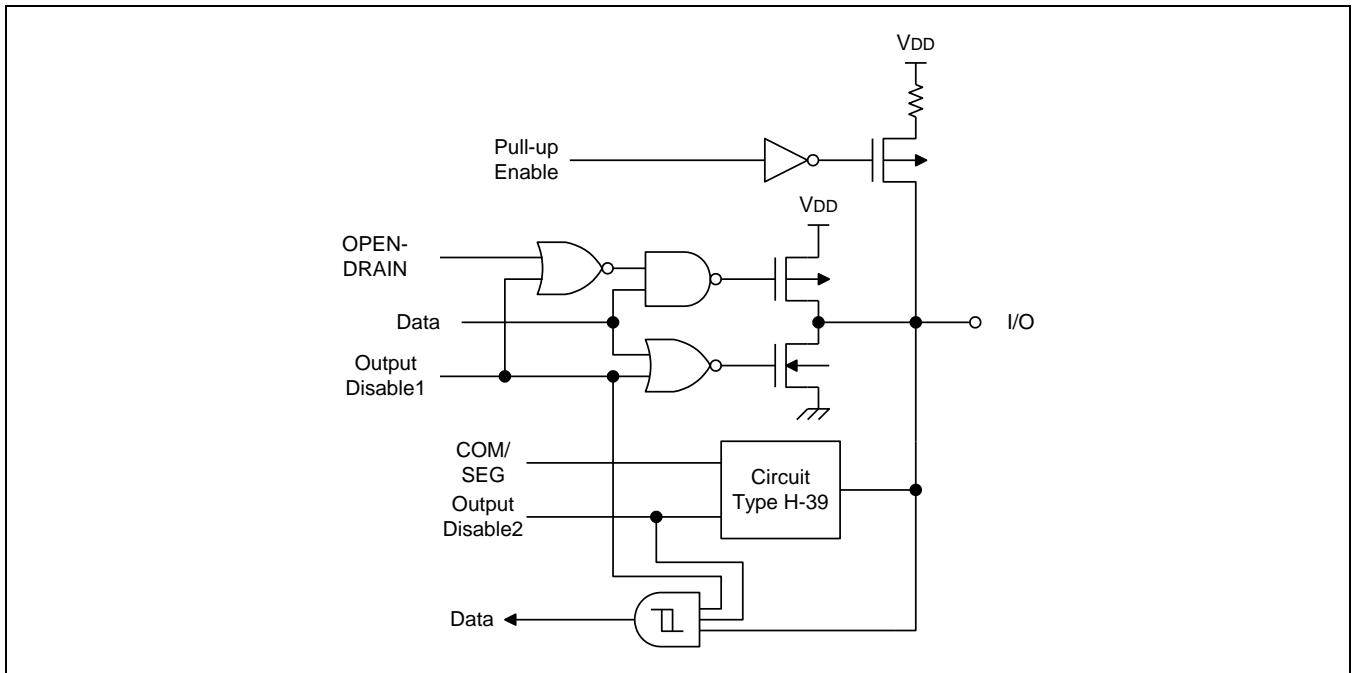 VDD
Pull-up
Enable
VDD
OPEN-
DRAIN
Data
I/O
Output
Disable1
COM/
SEG
Circuit
Type H-39
Output
Disable2
Data